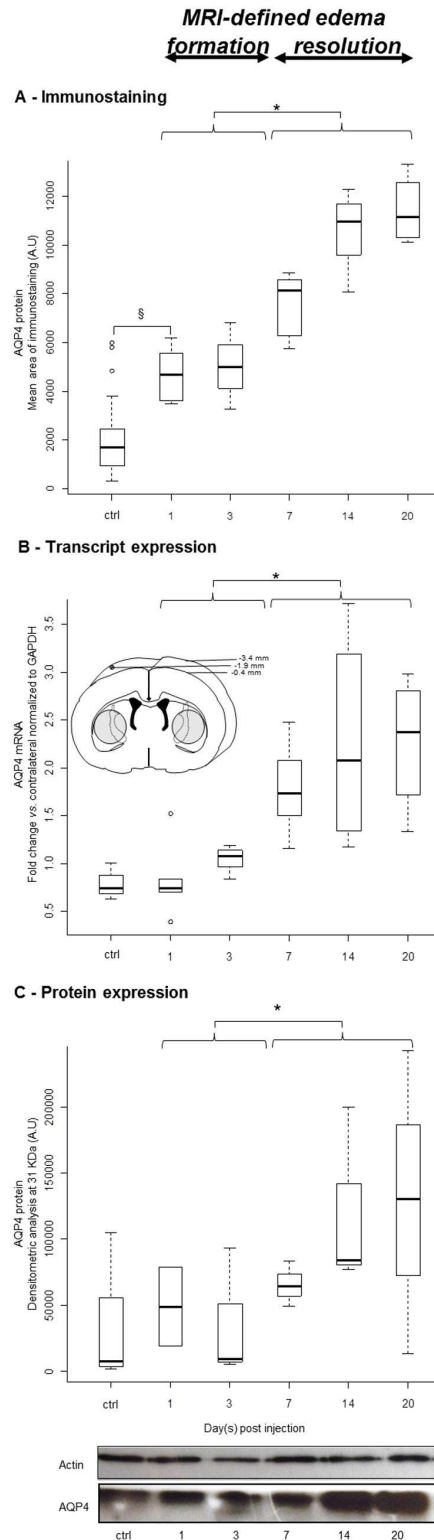 MRI-defined edema
formation resolution
A - Immunostaining
*
AQP4 protein
Mean area of immunostaining (A.U)
12000
10000
8000
6000
4000
2000
0
§
ctrl 1 3 7 14 20
B - Transcript expression
*
AQP4 mRNA
Fold change vs. contralateral normalized to GAPDH
3.5
3.0
2.5
2.0
1.5
1.0
0.5
-3.4 mm
-1.9 mm
-0.4 mm
ctrl 1 3 7 14 20
C - Protein expression
*
AQP4 protein
Densitometric analysis at 31 KDa (A.U)
200000
150000
100000
50000
0
ctrl 1 3 7 14 20
Day(s) post injection
Actin
AQP4
ctrl 1 3 7 14 20